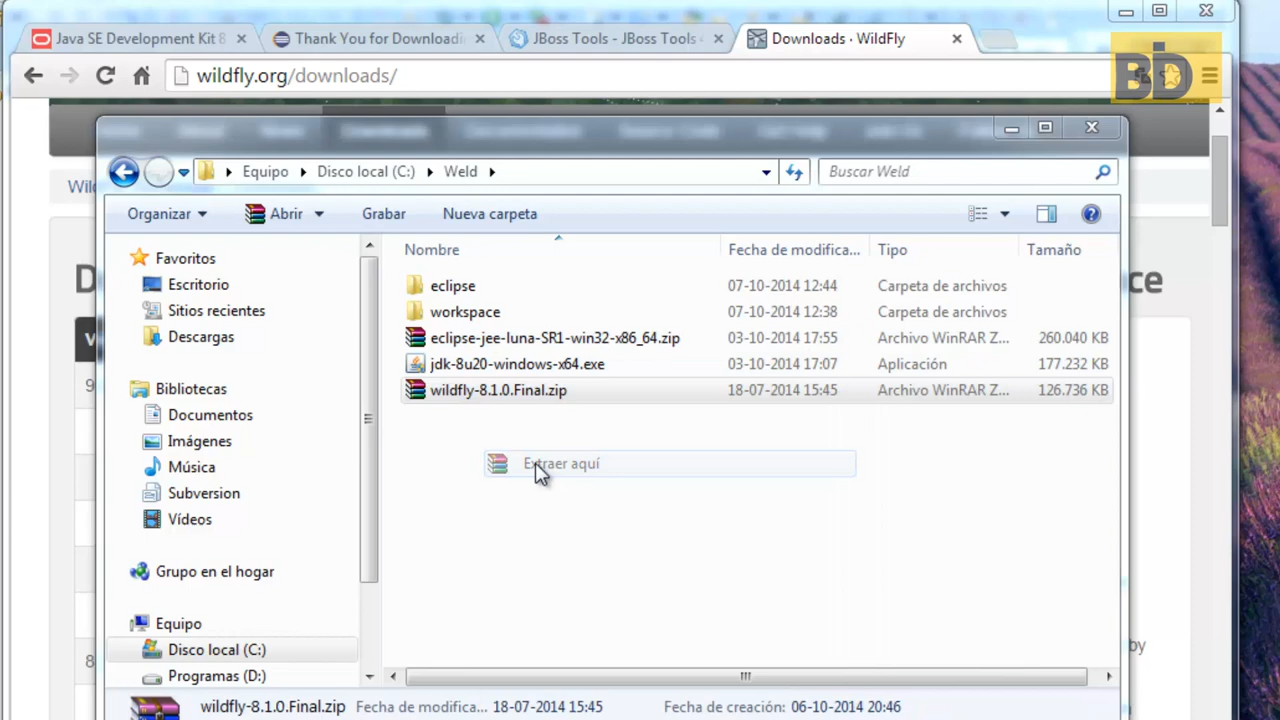 Java SE Development Kit 8
Thank You for Downloadin
JBoss Tools - JBoss Tools
Downloads · WildFly
wildfly.org/downloads/
BD
Equipo
Disco local (C:)
Weld
Buscar Weld
Organizar
Abrir
Grabar
Nueva carpeta
Nombre
Fecha de modifica...
Tipo
Tamaño
Favoritos
Escritorio
Sitios recientes
Descargas
Bibliotecas
Documentos
Imágenes
Música
Subversion
Vídeos
Grupo en el hogar
Equipo
Disco local (C:)
Programas (D:)
eclipse 07-10-2014 12:44 Carpeta de archivos
workspace 07-10-2014 12:38 Carpeta de archivos
eclipse-jee-luna-SR1-win32-x86_64.zip 03-10-2014 17:55 Archivo WinRAR Z... 260.040 KB
jdk-8u20-windows-x64.exe 03-10-2014 17:07 Aplicación 177.232 KB
wildfly-8.1.0.Final.zip 18-07-2014 15:45 Archivo WinRAR Z... 126.736 KB
Extraer aquí
wildfly-8.1.0.Final.zip Fecha de modifica... 18-07-2014 15:45 Fecha de creación: 06-10-2014 20:46
Wil
D
ce
V
9
8
by